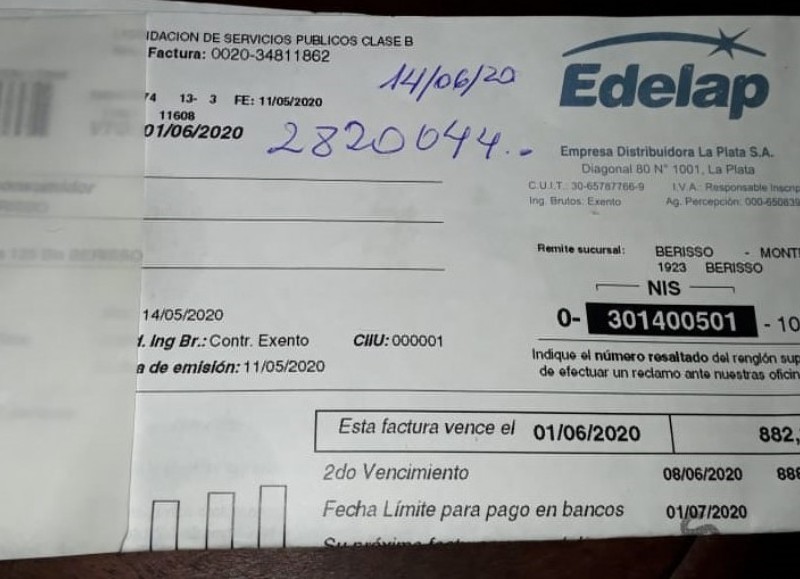 IDACION DE SERVICIOS PUBLICOS CLASE B
Factura: 0020-34811862
14/06/20
Edelap
74 13- 3 FE: 11/05/2020
11608
01/06/2020
2820044.-
Empresa Distribuidora La Plata S.A.
Diagonal 80 N° 1001, La Plata
C.U.I.T.: 30-65787766-9 I.V.A.: Responsable Inscrip
Ing. Brutos: Exento Ag. Percepción: 000-650839
Remite sucursal: BERISSO - MONT
1923 BERISSO
NIS
0- 301400501 - 10
14/05/2020
. Ing Br.: Contr. Exento CIIU: 000001
a de emisión: 11/05/2020
Indique el número resaltado del renglón sup
de efectuar un reclamo ante nuestras oficin
Esta factura vence el 01/06/2020 882,
2do Vencimiento 08/06/2020 888
Fecha Límite para pago en bancos 01/07/2020
Su